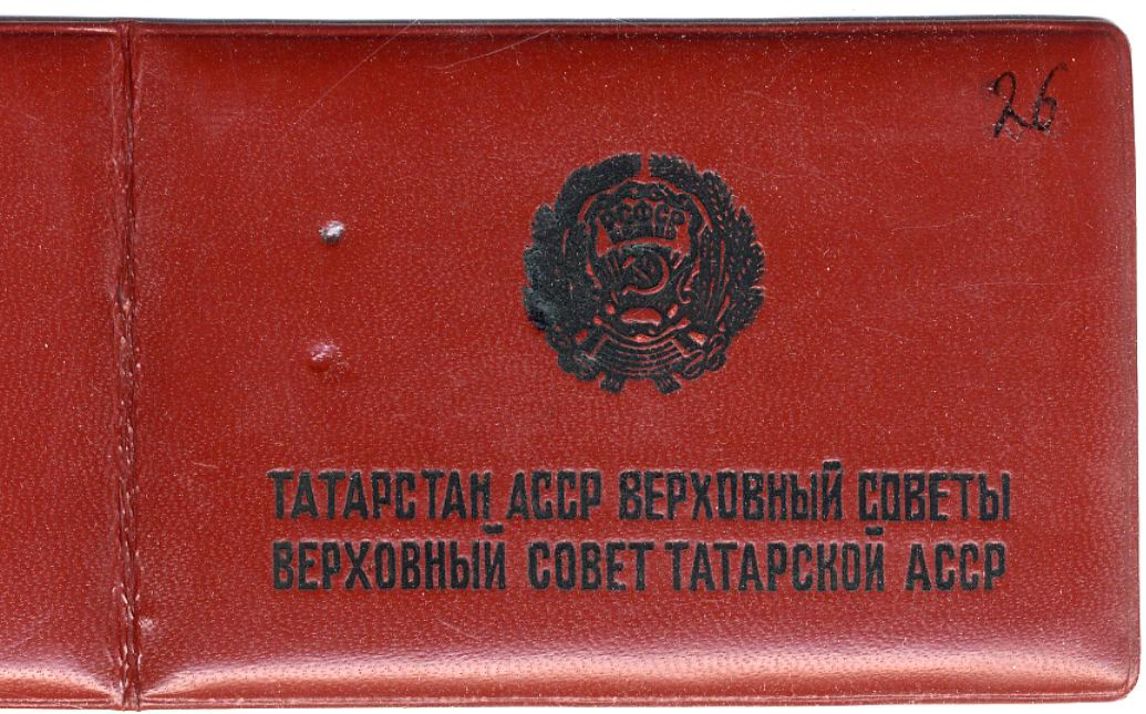 26
РСФСР
ТАТАРСТАН АССР ВЕРХОВНЫЙ СОВЕТЫ
ВЕРХОВНЫЙ СОВЕТ ТАТАРСКОЙ АССР